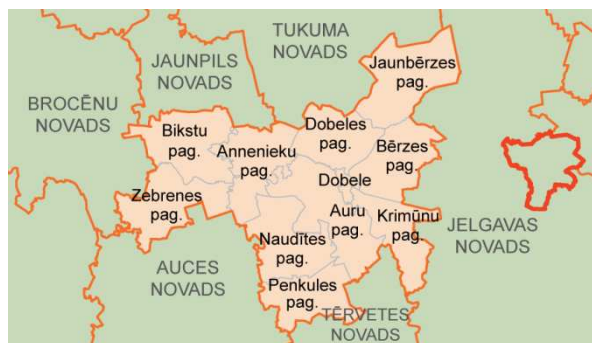 TUKUMA
NOVADS
JAUNPILS
NOVADS
Jaunbērzes
pag.
BROCĒNU
NOVADS
Bikstu
pag.
Annenieku
pag.
Dobeles
pag.
Bērzes
pag.
Dobele
Zebrenes
pag.
Auru
pag.
Krimūnu
pag.
JELGAVAS
NOVADS
Naudītes
pag.
AUCES
NOVADS
Penkules
pag.
TĒRVETES
NOVADS